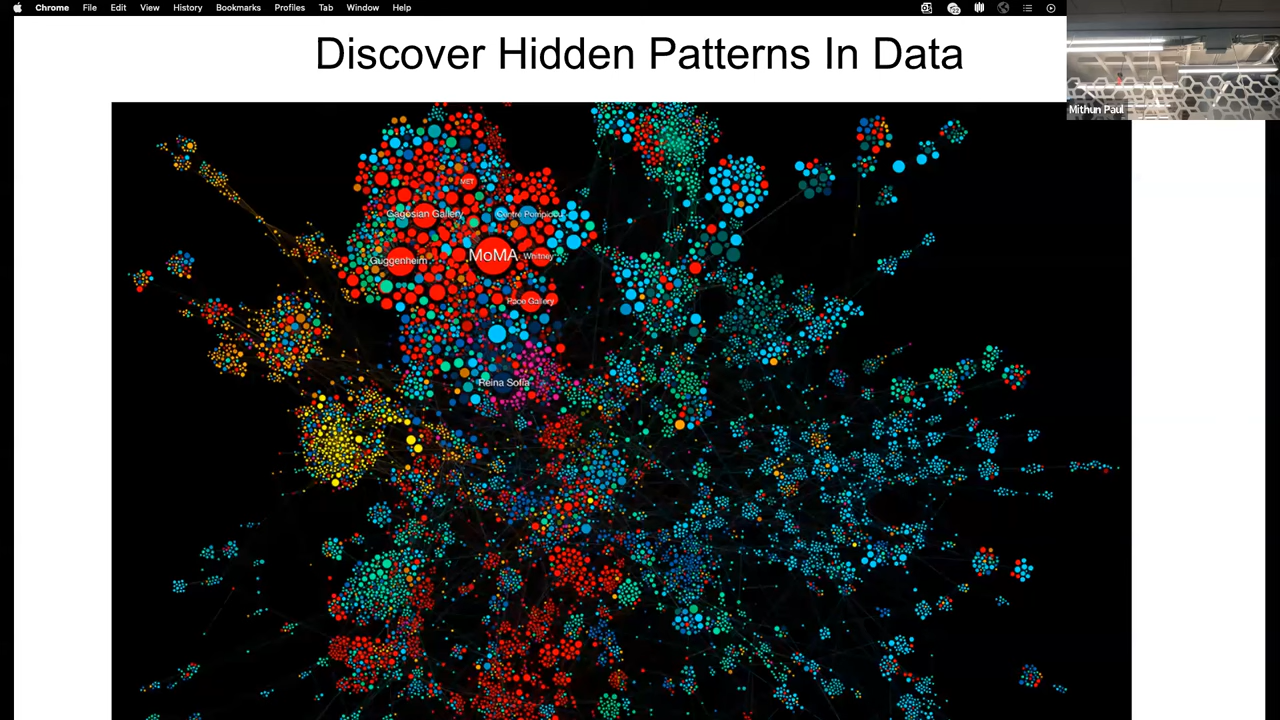 Chrome File Edit View History Bookmarks Profiles Tab Window Help
Discover Hidden Patterns In Data
Mithun Paul
MET
Gagosian Gallery
Centre Pompidou
MoMA
Whitney
Guggenheim
Pace Gallery
Reina Sofia